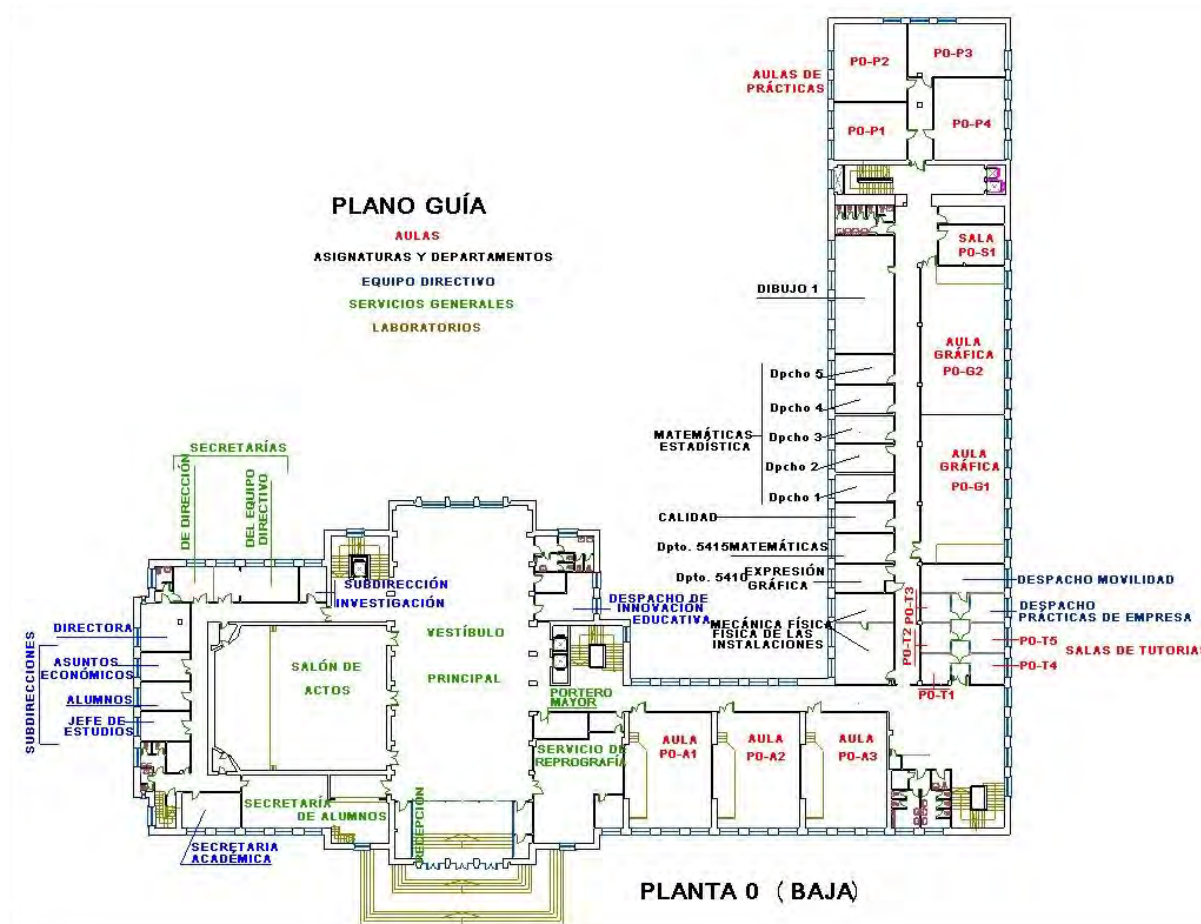 PLANO GUÍA
AULAS
ASIGNATURAS Y DEPARTAMENTOS
EQUIPO DIRECTIVO
SERVICIOS GENERALES
LABORATORIOS
AULAS DE
PRÁCTICAS
P0-P2
P0-P3
P0-P1
P0-P4
SALA
P0-S1
DIBUJO 1
AULA
GRÁFICA
P0-G2
Dpcho 5
Dpcho 4
MATEMÁTICAS
ESTADÍSTICA
Dpcho 3
Dpcho 2
Dpcho 1
AULA
GRÁFICA
P0-G1
CALIDAD
Dpto. 5415 MATEMÁTICAS
Dpto. 5410
EXPRESIÓN
GRÁFICA
MECÁNICA FÍSICA
FÍSICA DE LAS
INSTALACIONES
P0-T3
P0-T2
P0-T1
DESPACHO MOVILIDAD
DESPACHO
PRÁCTICAS DE EMPRESA
P0-T5
SALAS DE TUTORIAS
P0-T4
SECRETARÍAS
DE DIRECCIÓN
DEL EQUIPO
DIRECTIVO
SUBDIRECCIÓN
INVESTIGACIÓN
DESPACHO DE
INNOVACIÓN
EDUCATIVA
SUBDIRECCIONES
DIRECTORA
ASUNTOS
ECONÓMICOS
ALUMNOS
JEFE DE
ESTUDIOS
SALÓN DE
ACTOS
VESTÍBULO
PRINCIPAL
PORTERO
MAYOR
SERVICIO DE
REPROGRAFÍA
AULA
P0-A1
AULA
P0-A2
AULA
P0-A3
SECRETARÍA
DE ALUMNOS
RECEPCIÓN
SECRETARIA
ACADÉMICA
PLANTA 0 ( BAJA)